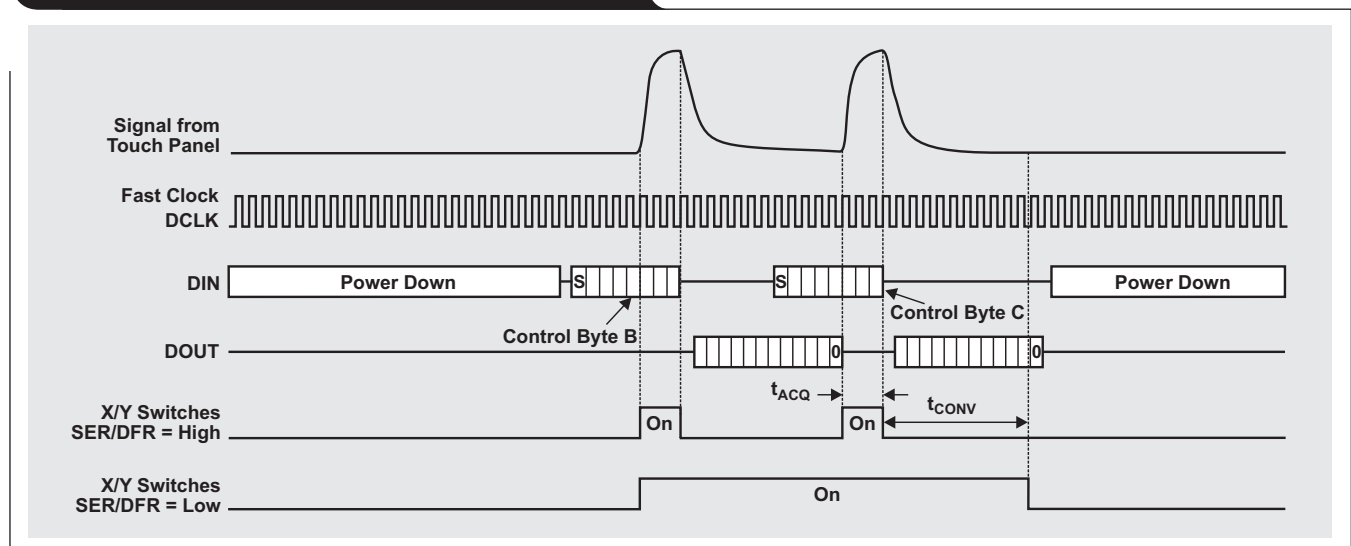 Signal from
Touch Panel
Fast Clock
DCLK
DIN
Power Down
S
S
Power Down
Control Byte B
Control Byte C
DOUT
0
0
tACQ
tCONV
X/Y Switches
SER/DFR = High
On
On
X/Y Switches
SER/DFR = Low
On